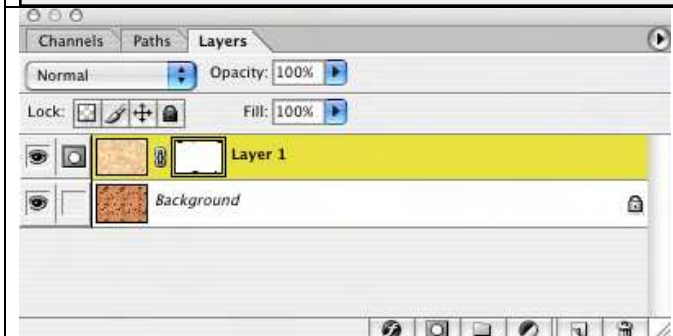 Channels Paths Layers
Normal Opacity: 100%
Lock: Fill: 100%
Layer 1
Background